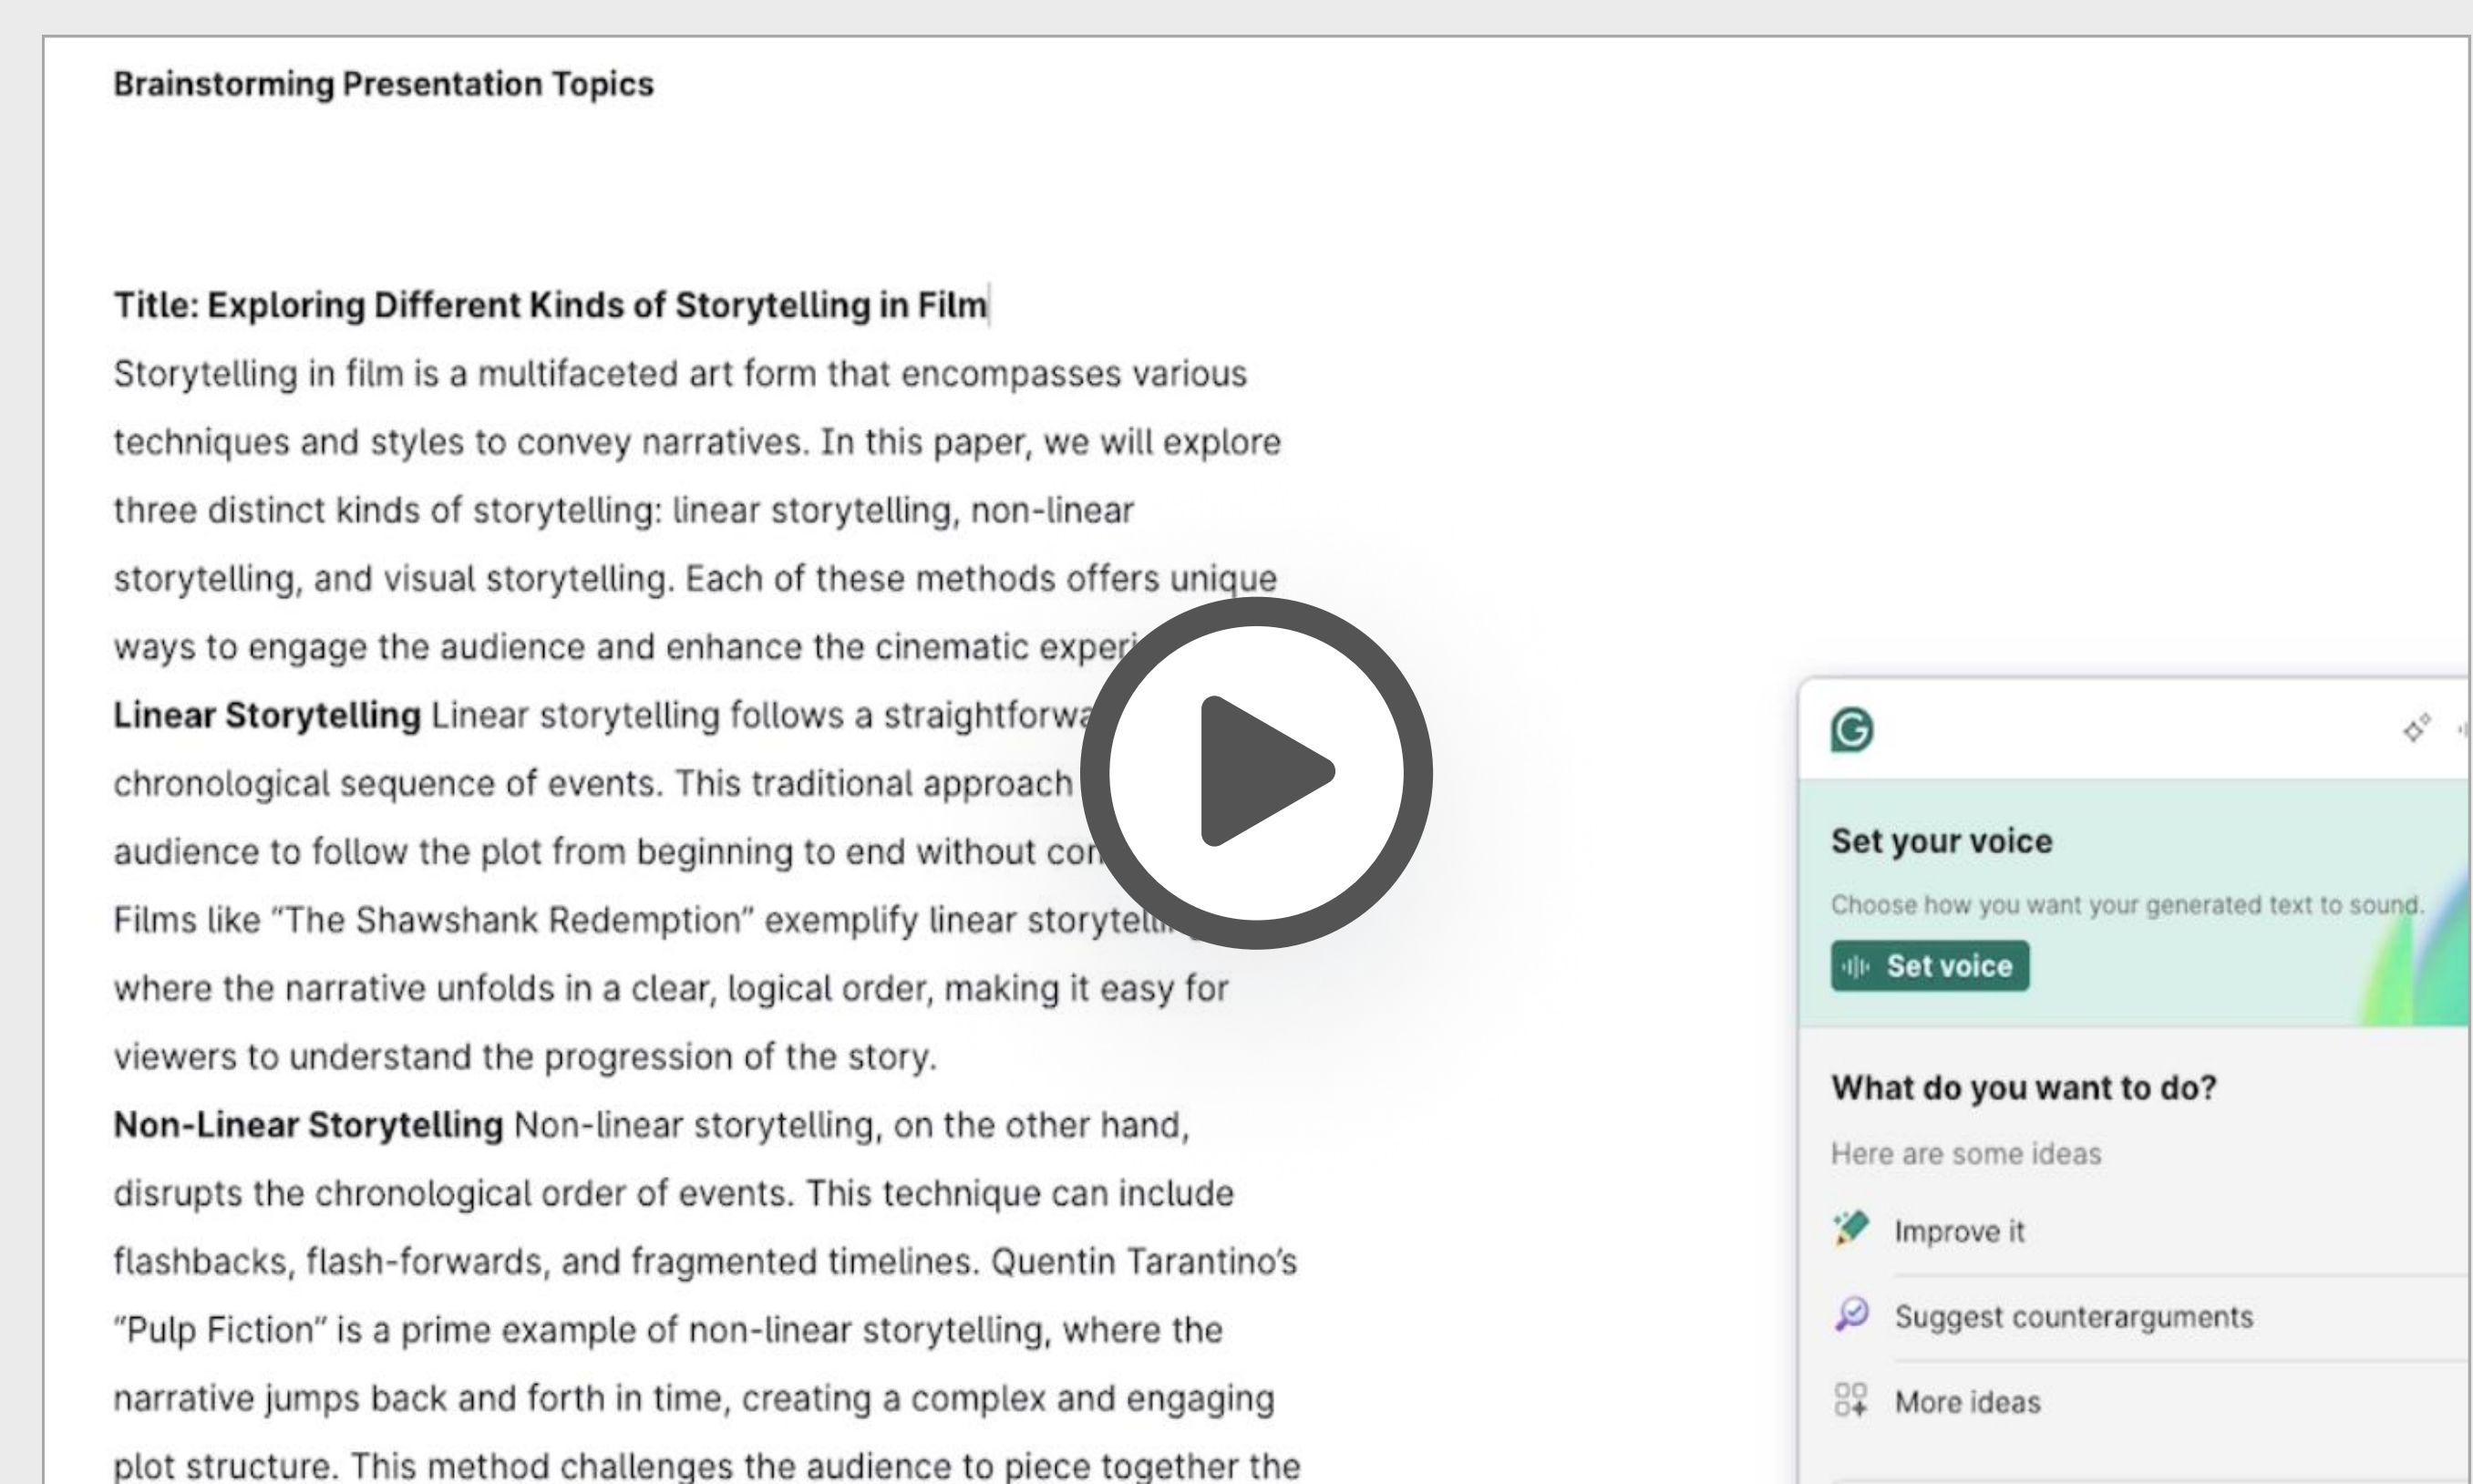 Brainstorming Presentation Topics
Title: Exploring Different Kinds of Storytelling in Film
Storytelling in film is a multifaceted art form that encompasses various
techniques and styles to convey narratives. In this paper, we will explore
three distinct kinds of storytelling: linear storytelling, non-linear
storytelling, and visual storytelling. Each of these methods offers unique
ways to engage the audience and enhance the cinematic
Linear Storytelling Linear storytelling follows a
chronological sequence of events. This traditional approach
audience to follow the plot from beginning to end without
Films like “The Shawshank Redemption” exemplify linear
where the narrative unfolds in a clear, logical order, making it easy for
viewers to understand the progression of the story.
Non-Linear Storytelling Non-linear storytelling, on the other hand,
disrupts the chronological order of events. This technique can include
flashbacks, flash-forwards, and fragmented timelines. Quentin Tarantino’s
“Pulp Fiction” is a prime example of non-linear storytelling, where the
narrative jumps back and forth in time, creating a complex and engaging
plot structure. This method challenges the audience to piece together the
G
Set your voice
Choose how you want your generated text to sound.
Set voice
What do you want to do?
Here are some ideas
Improve it
Suggest counterarguments
More ideas